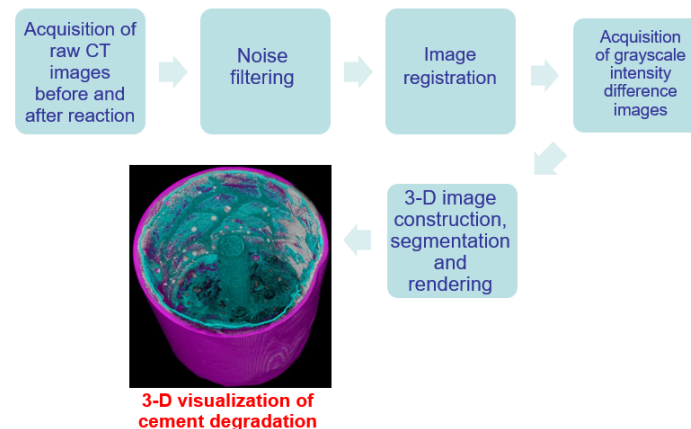 Acquisition of
raw CT
images
before and
after reaction
Noise
filtering
Image
registration
Acquisition
of grayscale
intensity
difference
images
3-D image
construction,
segmentation
and
rendering
3-D visualization of
cement degradation